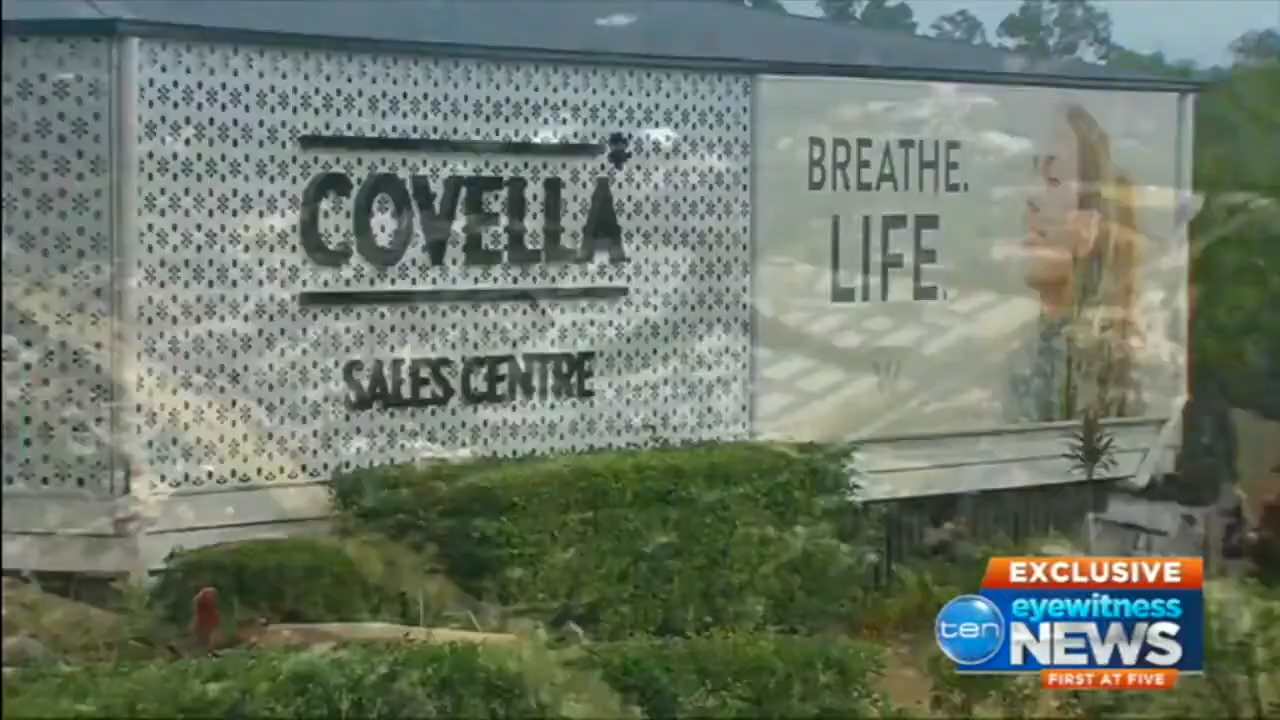 COVELLA
SALES CENTRE
BREATHE.
LIFE.
EXCLUSIVE
ten
eyewitness
NEWS
FIRST AT FIVE